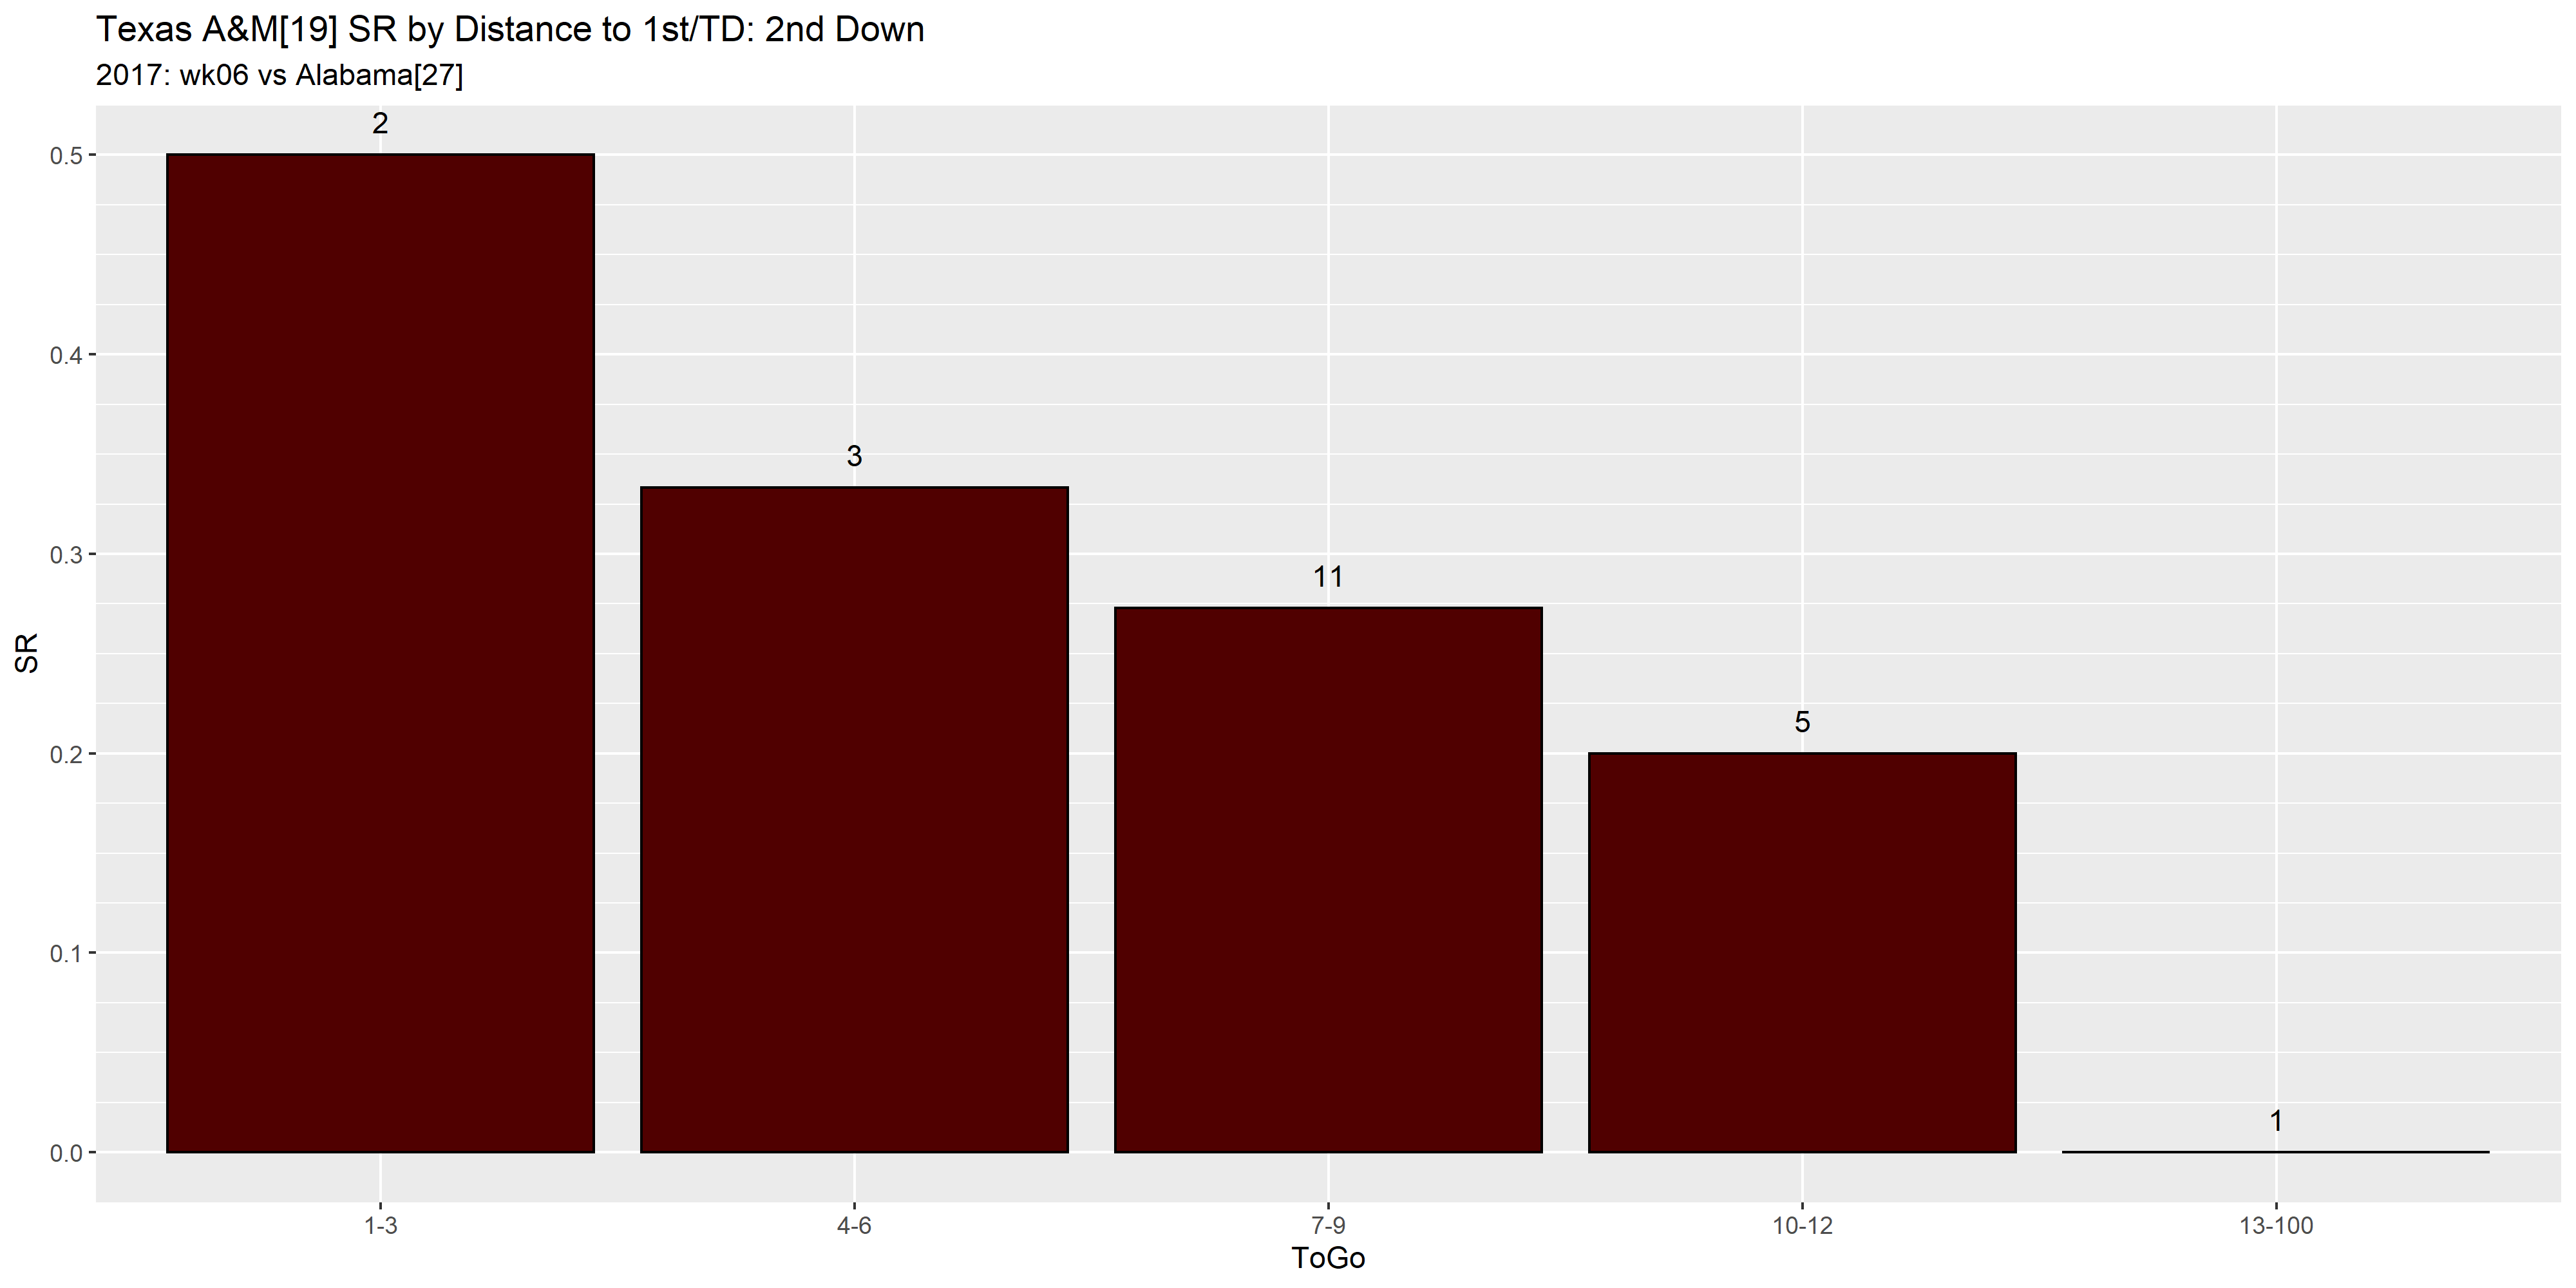 Texas A&M[19] SR by Distance to 1st/TD: 2nd Down
2017: wk06 vs Alabama[27]
2
0.5
3
0.4
11
0.3
SR
5
0.2
0.1
1
0.0
1-3 4-6 7-9 10-12 13-100
ToGo